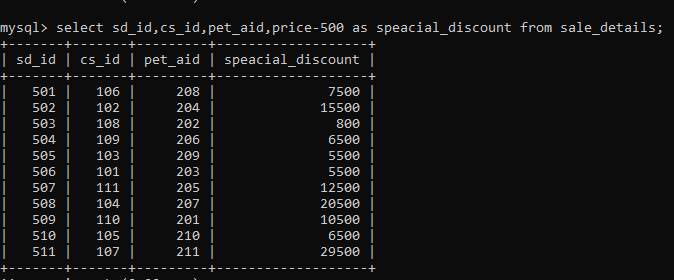 mysql> select sd_id,cs_id,pet_aid,price-500 as speacial_discount from sale_details;
+-------+-------+---------+-------------------+
| sd_id | cs_id | pet_aid | speacial_discount |
+-------+-------+---------+-------------------+
|   501 |   106 |     208 |              7500 |
|   502 |   102 |     204 |             15500 |
|   503 |   108 |     202 |               800 |
|   504 |   109 |     206 |              6500 |
|   505 |   103 |     209 |              5500 |
|   506 |   101 |     203 |              5500 |
|   507 |   111 |     205 |             12500 |
|   508 |   104 |     207 |             20500 |
|   509 |   110 |     201 |             10500 |
|   510 |   105 |     210 |              6500 |
|   511 |   107 |     211 |             29500 |
+-------+-------+---------+-------------------+